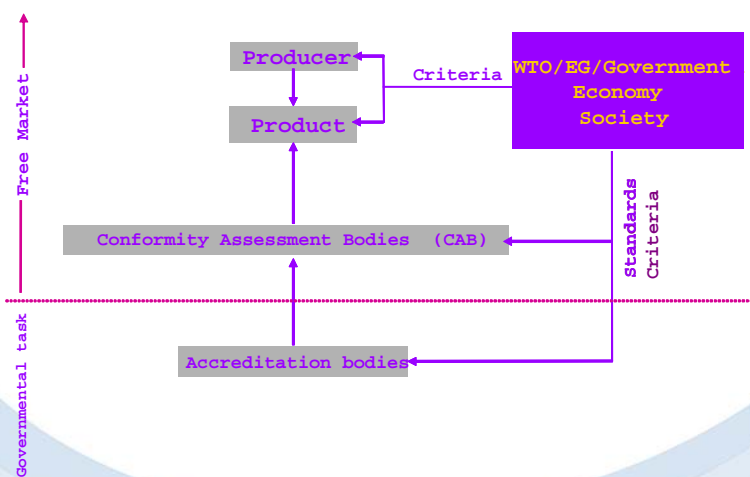 Producer
Criteria
WTO/EG/Government
Economy
Society
Product
Free Market
Standards
Criteria
Conformity Assessment Bodies (CAB)
Governmental task
Accreditation bodies